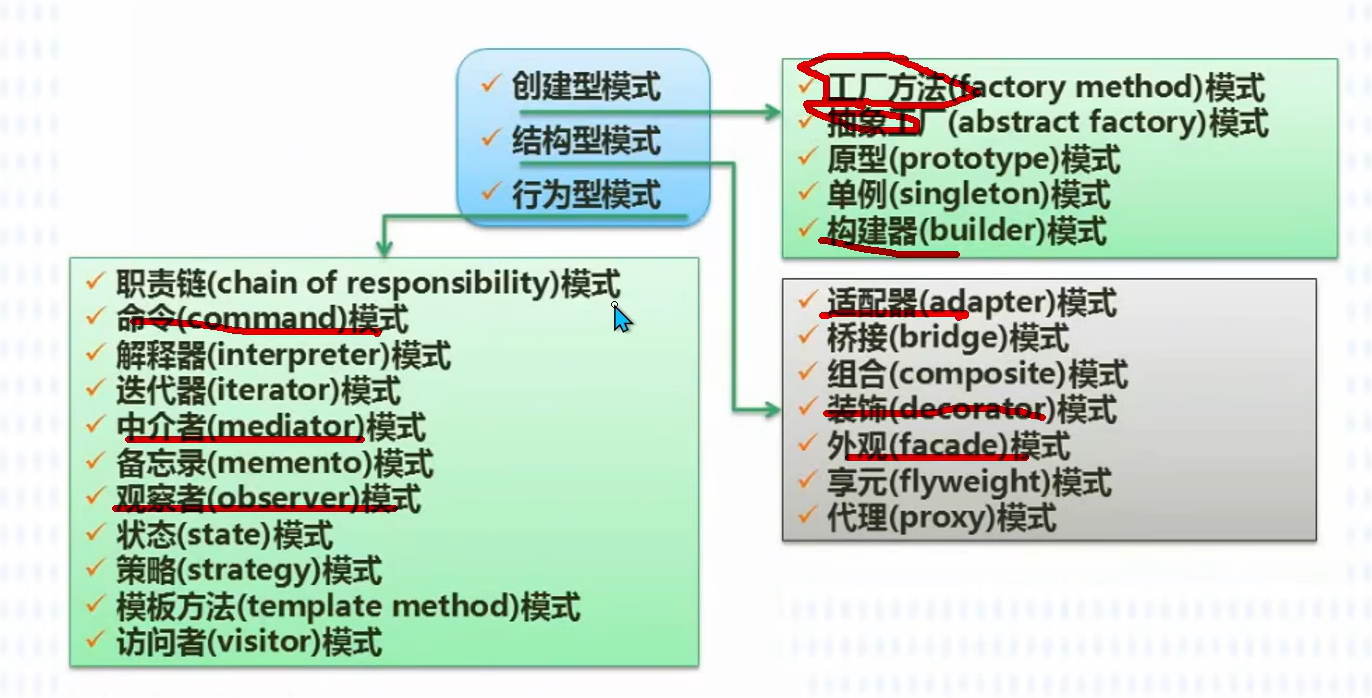 创建型模式
结构型模式
行为型模式
工厂方法(factory method)模式
抽象工厂(abstract factory)模式
原型(prototype)模式
单例(singleton)模式
构建器(builder)模式
职责链(chain of responsibility)模式
命令(command)模式
解释器(interpreter)模式
迭代器(iterator)模式
中介者(mediator)模式
备忘录(memento)模式
观察者(observer)模式
状态(state)模式
策略(strategy)模式
模板方法(template method)模式
访问者(visitor)模式
适配器(adapter)模式
桥接(bridge)模式
组合(composite)模式
装饰(decorator)模式
外观(facade)模式
享元(flyweight)模式
代理(proxy)模式